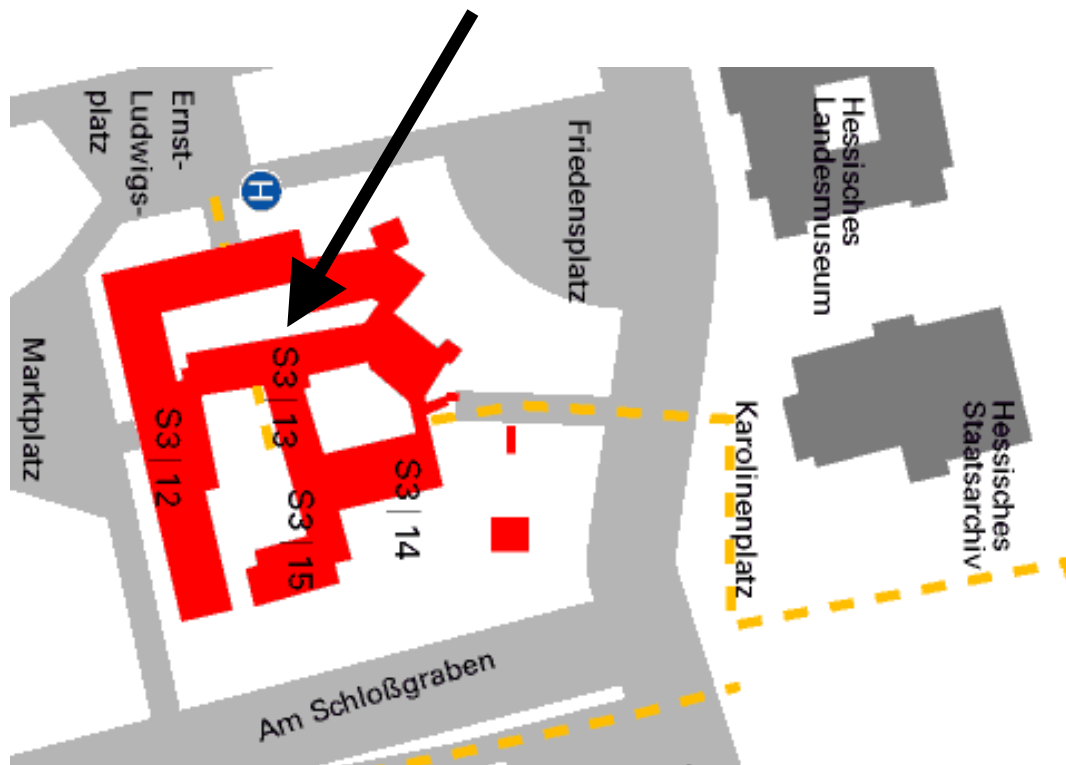 Ernst-
Ludwigs-
platz
H
Friedensplatz
Hessisches
Landesmuseum
Marktplatz
S3 | 13
S3 | 12
S3 | 14
S3 | 15
Karolinenplatz
Hessisches
Staatsarchiv
Am Schloßgraben